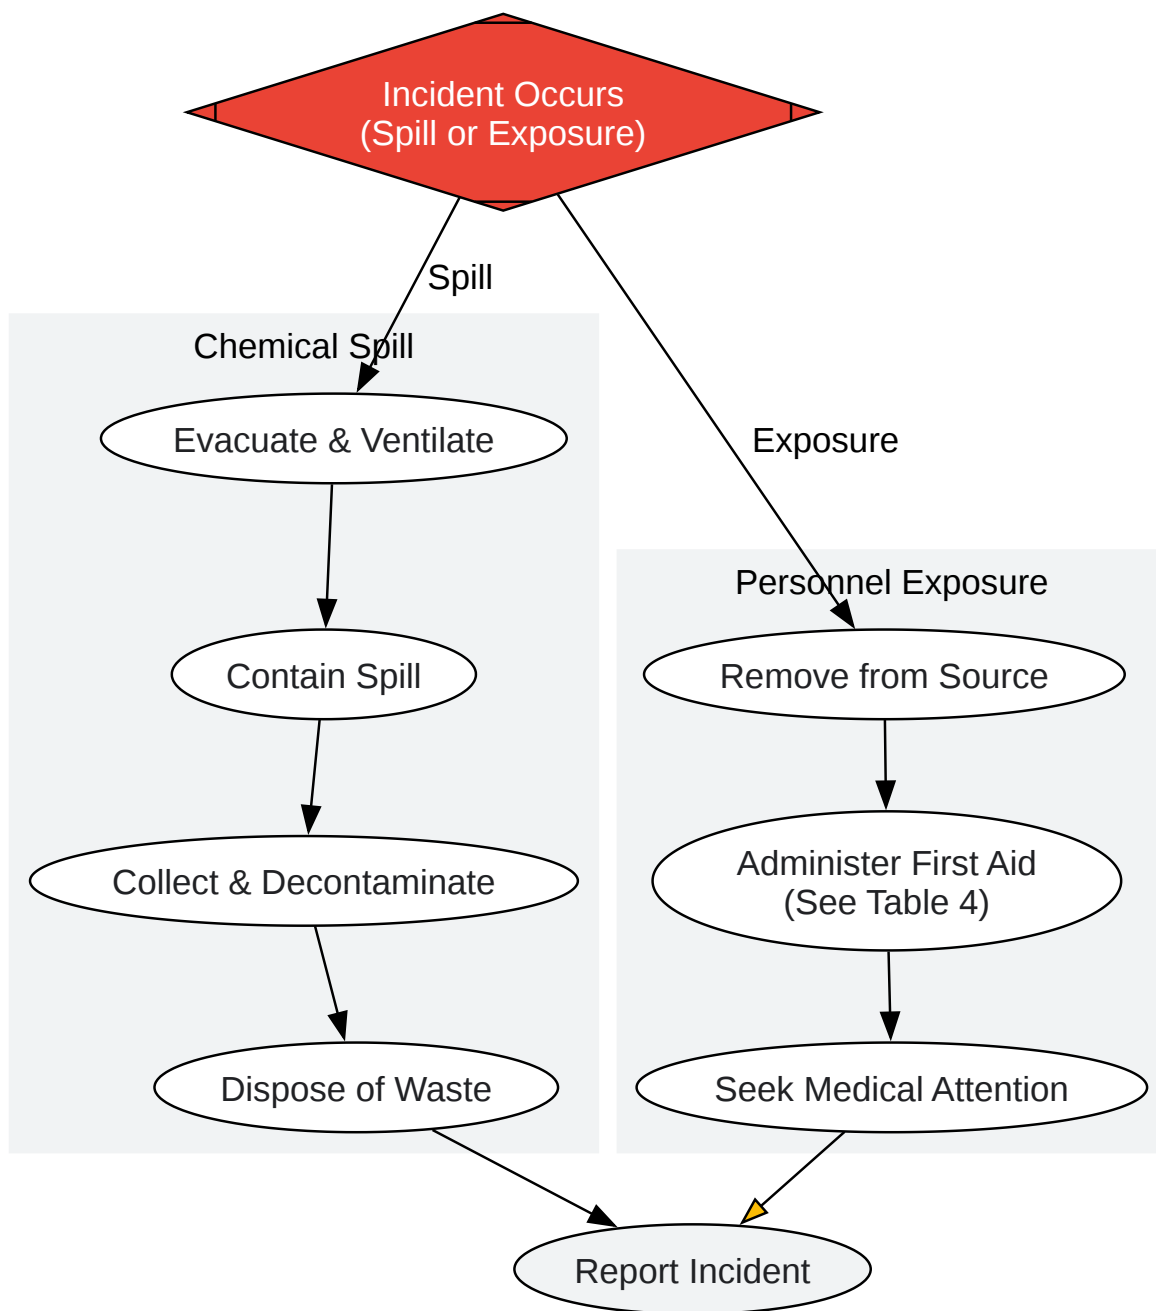 Incident Occurs
(Spill or Exposure)
Spill
Chemical Spill
Evacuate & Ventilate
Exposure
Personnel Exposure
Contain Spill
Remove from Source
Collect & Decontaminate
Administer First Aid
(See Table 4)
Dispose of Waste
Seek Medical Attention
Report Incident